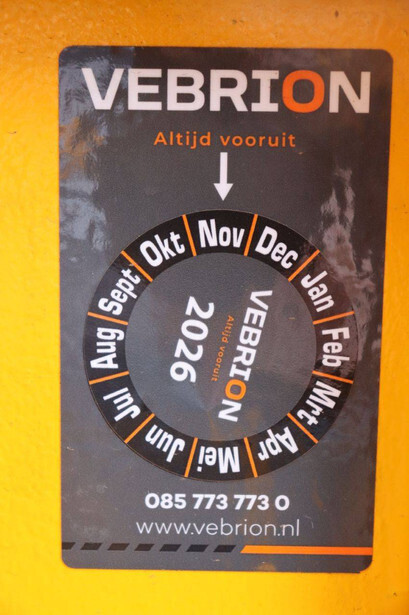 VEBRION
Altijd vooruit
Jan
Feb
Mrt
Apr
Mei
Jun
Jul
Aug
Sept
Okt
Nov
Dec
VEBRION
Altijd vooruit
2026
085 773 773 0
www.vebrion.nl